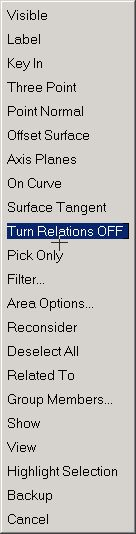 Visible
Label
Key In
Three Point
Point Normal
Offset Surface
Axis Planes
On Curve
Surface Tangent
Turn Relations OFF
Pick Only
Filter...
Area Options...
Reconsider
Deselect All
Related To
Group Members...
Show
View
Highlight Selection
Backup
Cancel